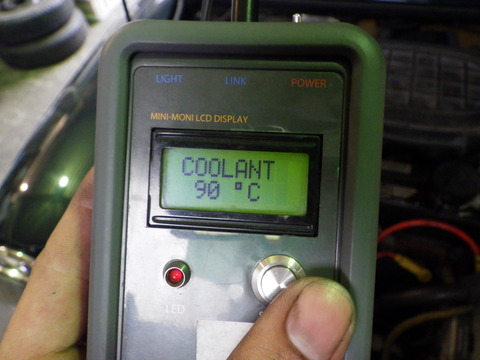 LIGHT LINK POWER
MINI-MONI LCD DISPLAY
COOLANT
90 °C
LED